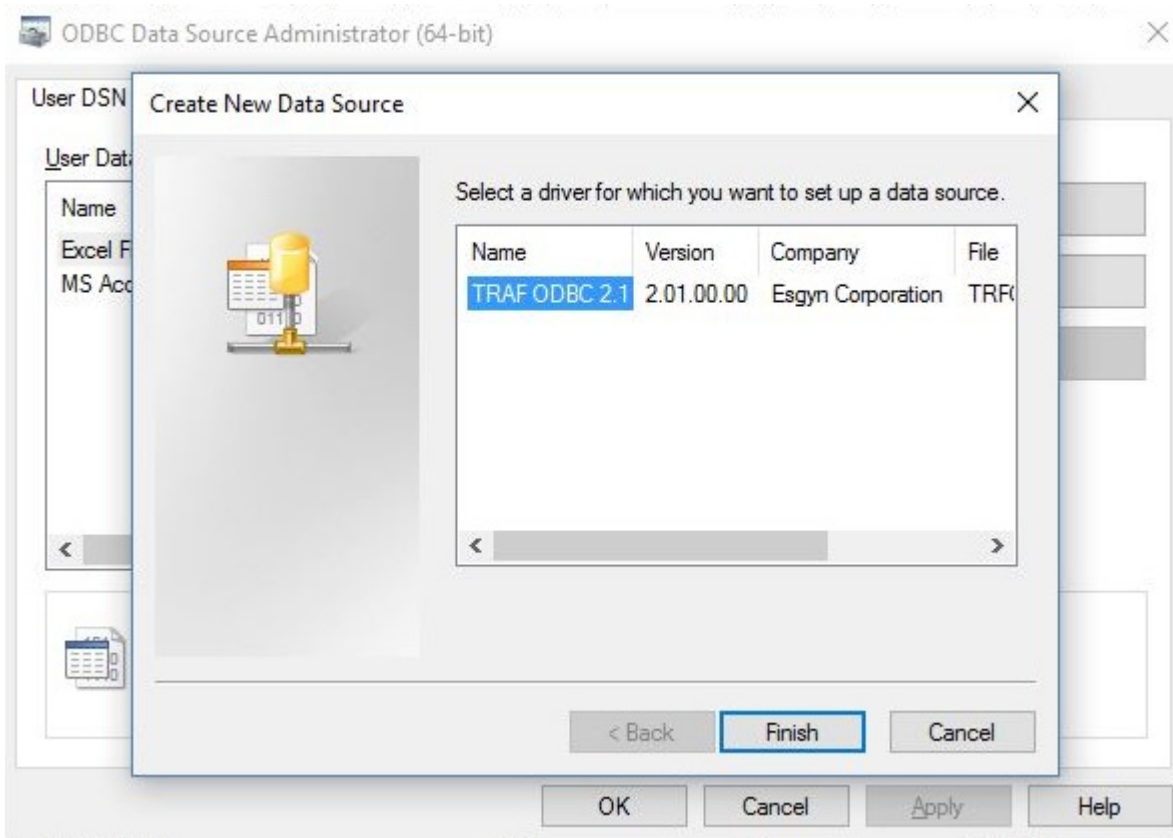 ODBC Data Source Administrator (64-bit)
User DSN
Create New Data Source
User Data
Name
Excel F
MS Acc
Select a driver for which you want to set up a data source.
Name Version Company File
TRAF ODBC 2.1 2.01.00.00 Esgyn Corporation TRF
< Back Finish Cancel
OK Cancel Apply Help